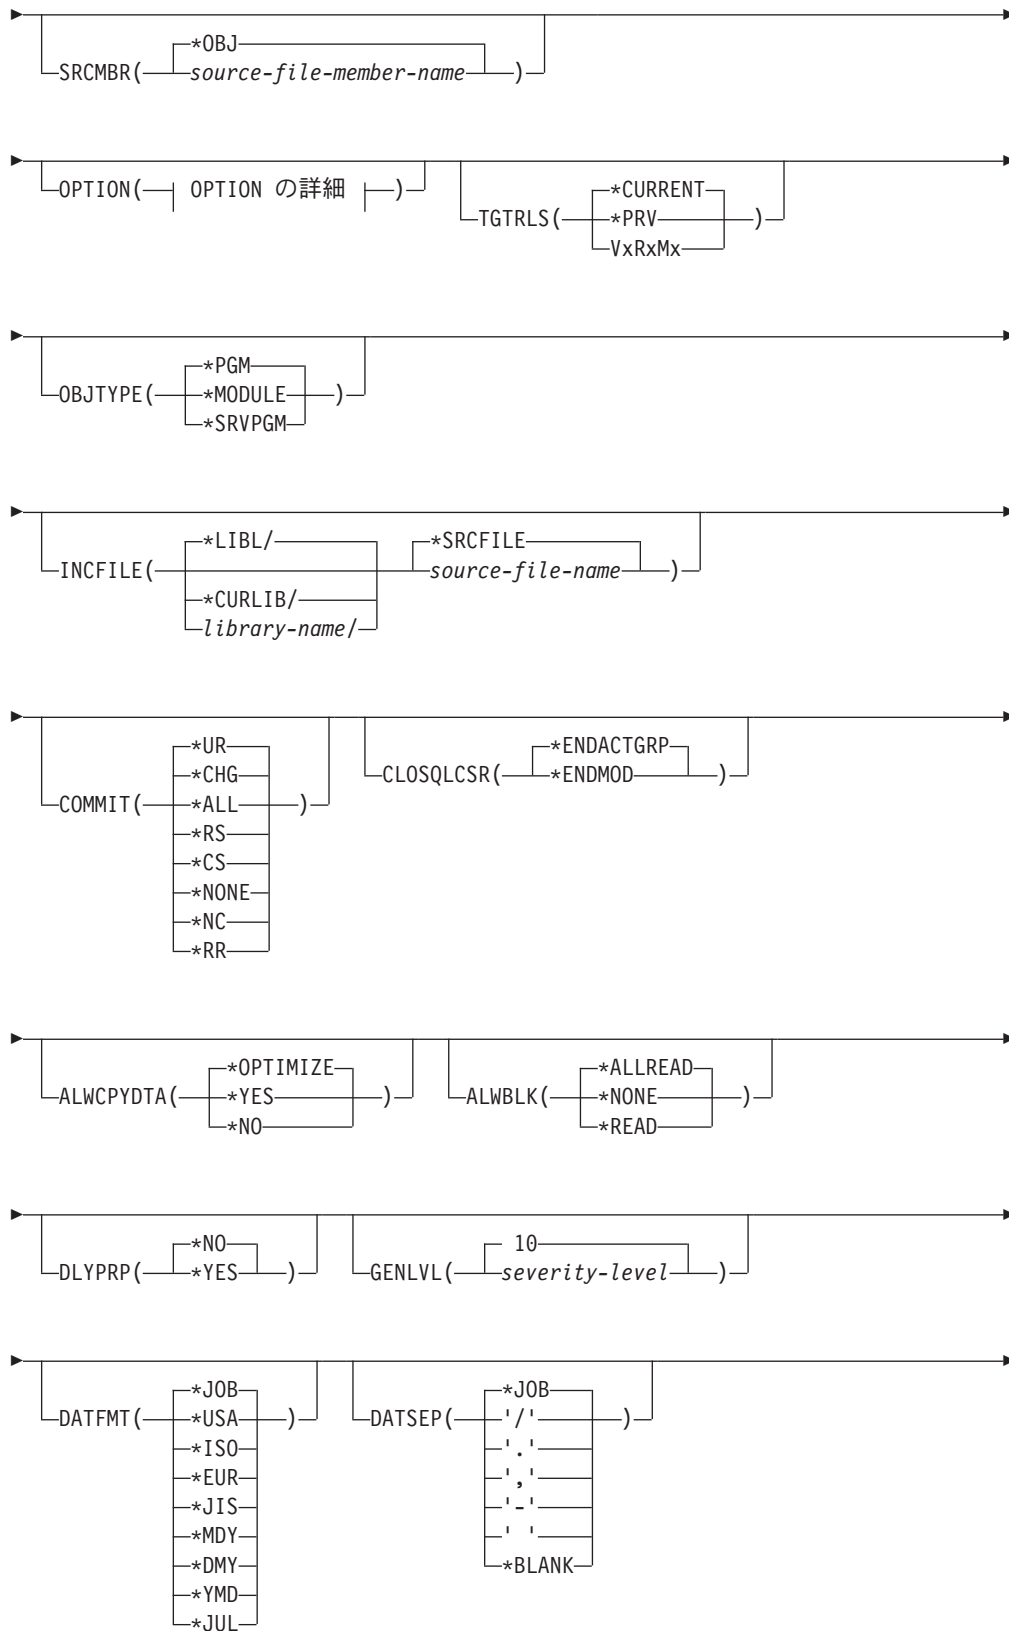 *OBJ
SRCMBR( source-file-member-name )
OPTION( OPTION の詳細 ) TGTRLS( *CURRENT
*PRV )
VxRxMx
*PGM
OBJTYPE( *MODULE )
*SRVPGM
*LIBL/ *SRCFILE
INCFILE( source-file-name )
*CURLIB/
library-name/
*UR *ENDACTGRP
*CHG CLOSQLCSR( *ENDMOD )
COMMIT( *ALL )
*RS
*CS
*NONE
*NC
*RR
*OPTIMIZE *ALLREAD
ALWCPYDTA( *YES ) ALWBLK( *NONE )
*NO *READ
*NO 10
DLYPRP( *YES ) GENLVL( severity-level )
*JOB *JOB
DATFMT( *USA ) DATSEP( '/' )
*ISO '.'
*EUR ','
*JIS '-'
*MDY ' '
*DMY *BLANK
*YMD
*JUL